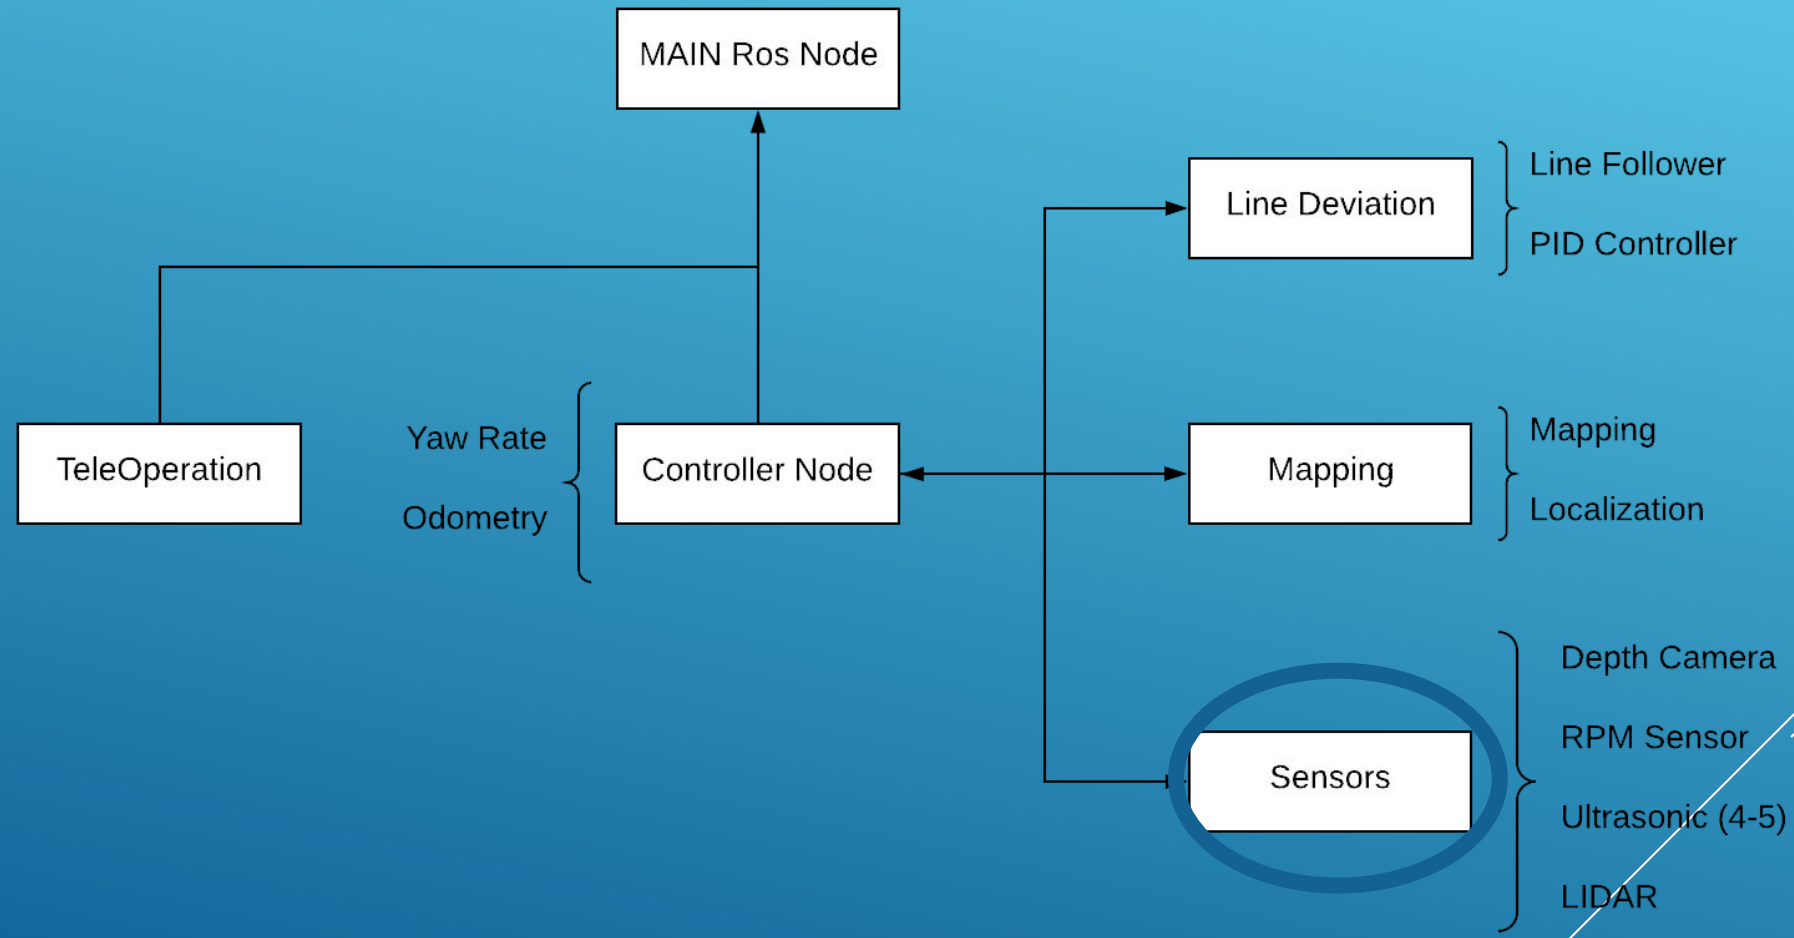 MAIN Ros Node
Line Deviation
Line Follower
PID Controller
TeleOperation
Yaw Rate
Odometry
Controller Node
Mapping
Mapping
Localization
Sensors
Depth Camera
RPM Sensor
Ultrasonic (4-5)
LIDAR